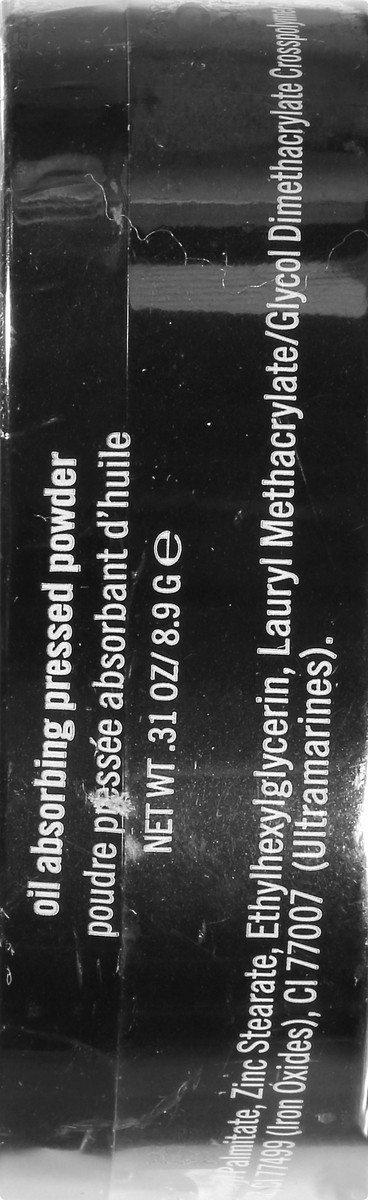 oil absorbing pressed powder
poudre pressée absorbant d'huile
NET WT .31 OZ/ 8.9 G e
Palmitate, Zinc Stearate, Ethylhexylglycerin, Lauryl Methacrylate/Glycol Dimethacrylate Crosspolymer
CI 77499 (Iron Oxides), CI 77007 (Ultramarines).